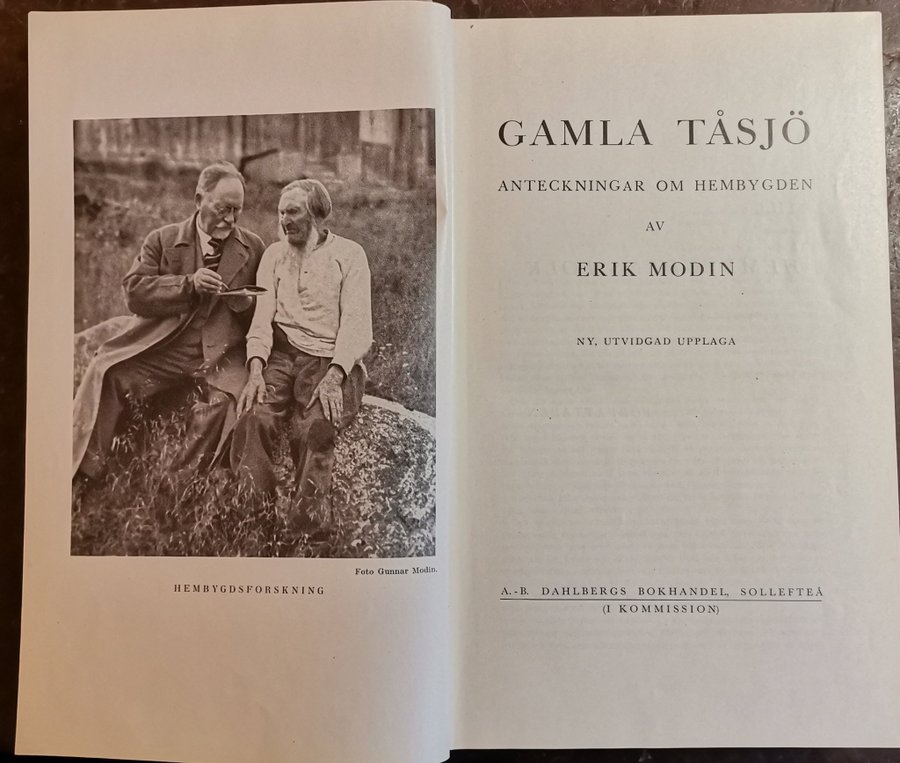 Foto Gunnar Modin.
HEMBYGDSFORSKNING
GAMLA TÅSJÖ
ANTECKNINGAR OM HEMBYGDEN
AV
ERIK MODIN
NY, UTVIDGAD UPPLAGA
A.-B. DAHLBERGS BOKHANDEL, SOLLEFTEÅ
(I KOMMISSION)